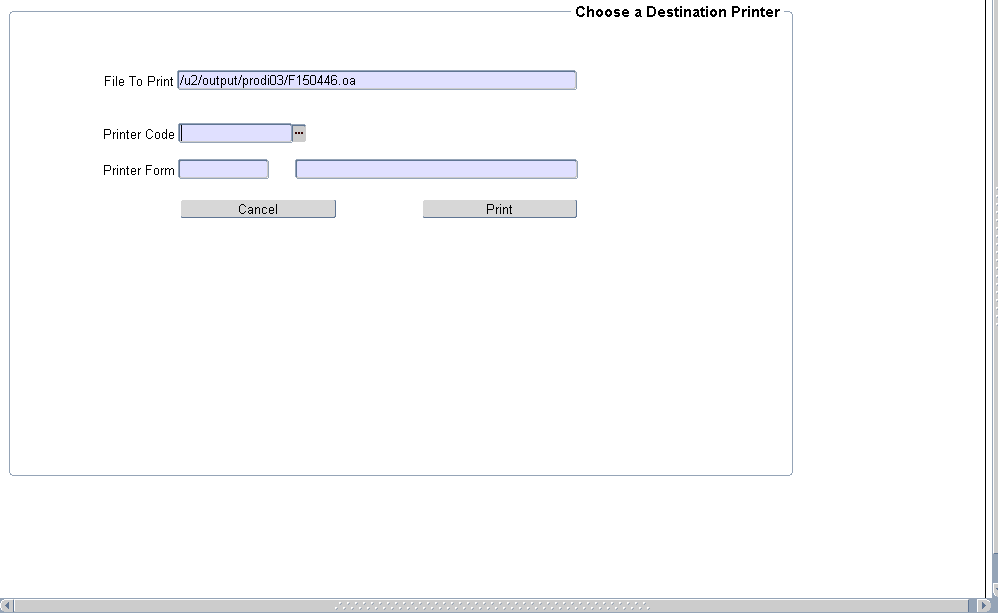 Choose a Destination Printer
File To Print /u2/output/prodi03/F150446.oa
Printer Code
Printer Form
Cancel Print